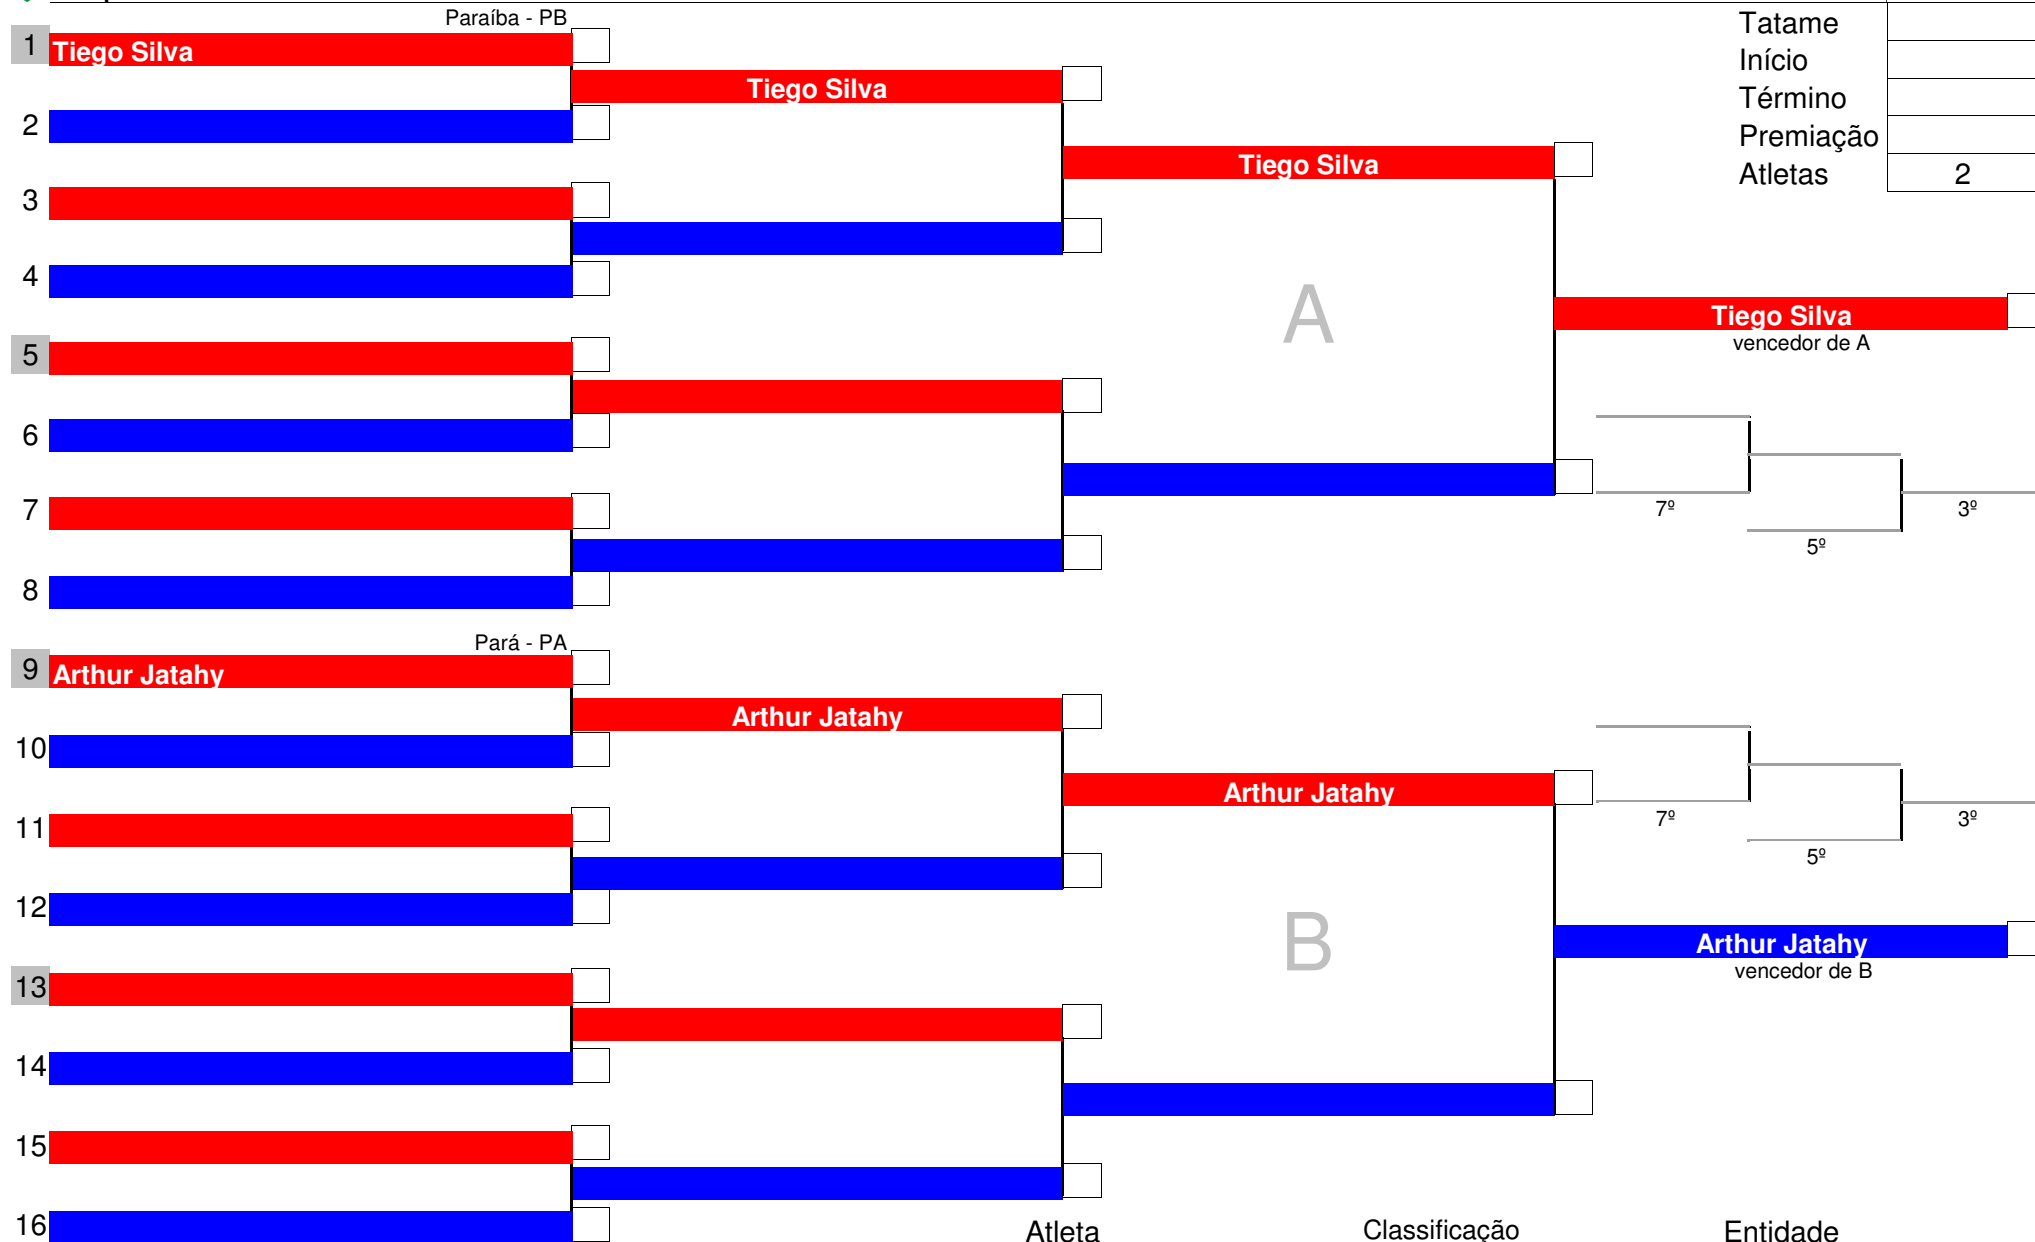 Paraíba - PB
Tatame
1 Tiego Silva
Tiego Silva
Início
Término
2
Premiação
Tiego Silva
Atletas 2
3
4
A
Tiego Silva
vencedor de A
5
6
7
7º 3º
5º
8
Pará - PA
9 Arthur Jatahy
Arthur Jatahy
10
Arthur Jatahy
11
7º 3º
5º
12
B
Arthur Jatahy
vencedor de B
13
14
15
16
Atleta Classificação Entidade